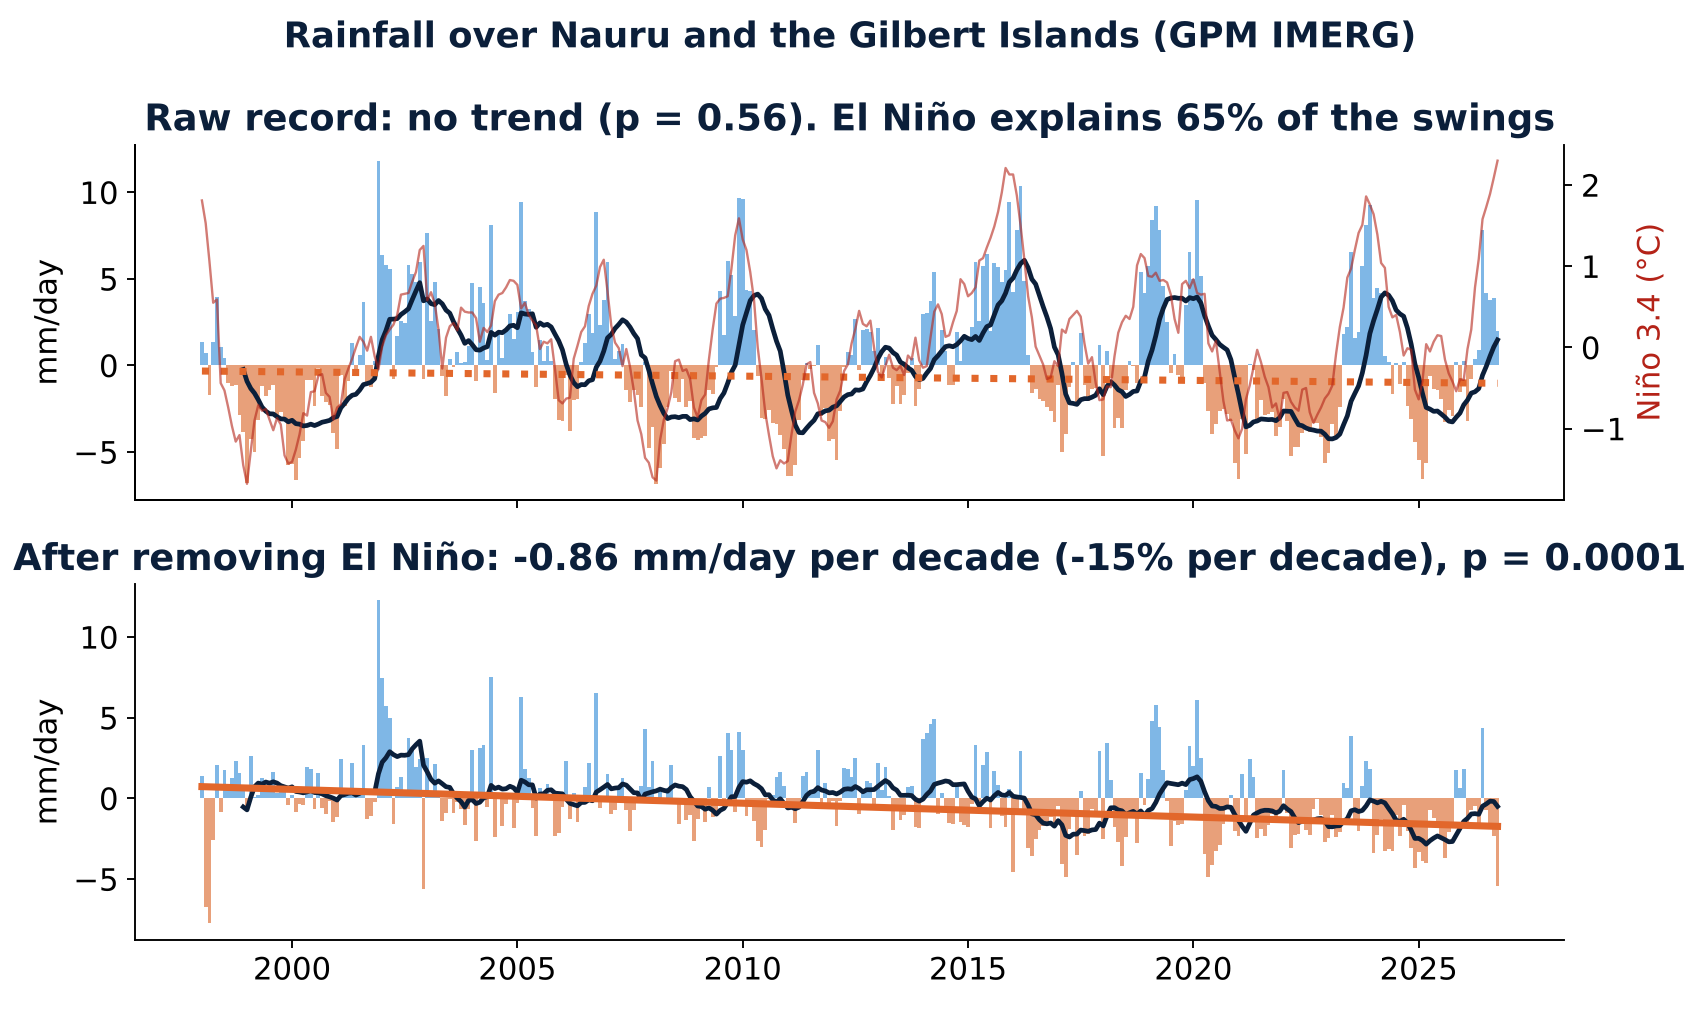 Rainfall over Nauru and the Gilbert Islands (GPM IMERG)
Raw record: no trend (p = 0.56). El Niño explains 65% of the swings
mm/day
10
5
0
−5
2
1
0
−1
Niño 3.4 (°C)
After removing El Niño: -0.86 mm/day per decade (-15% per decade), p = 0.0001
mm/day
10
5
0
−5
2000 2005 2010 2015 2020 2025